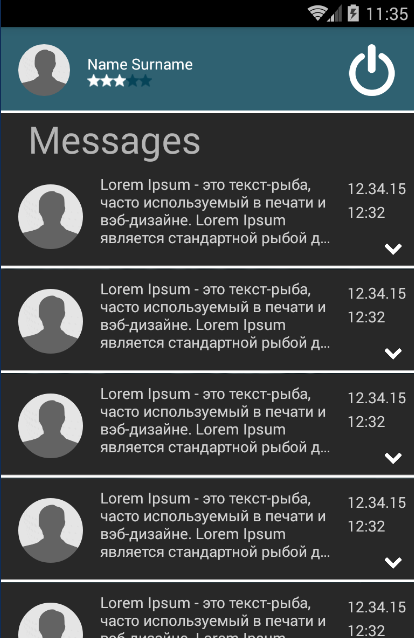 11:35
Name Surname
Messages
Lorem Ipsum - это текст-рыба,
часто используемый в печати и
вэб-дизайне. Lorem Ipsum
является стандартной рыбой д...
12.34.15
12:32
Lorem Ipsum - это текст-рыба,
часто используемый в печати и
вэб-дизайне. Lorem Ipsum
является стандартной рыбой д...
12.34.15
12:32
Lorem Ipsum - это текст-рыба,
часто используемый в печати и
вэб-дизайне. Lorem Ipsum
является стандартной рыбой д...
12.34.15
12:32
Lorem Ipsum - это текст-рыба,
часто используемый в печати и
вэб-дизайне. Lorem Ipsum
является стандартной рыбой д...
12.34.15
12:32
Lorem Ipsum - это текст-рыба,
часто используемый в печати и
вэб-дизайне. Lorem Ipsum
12.34.15
12:32